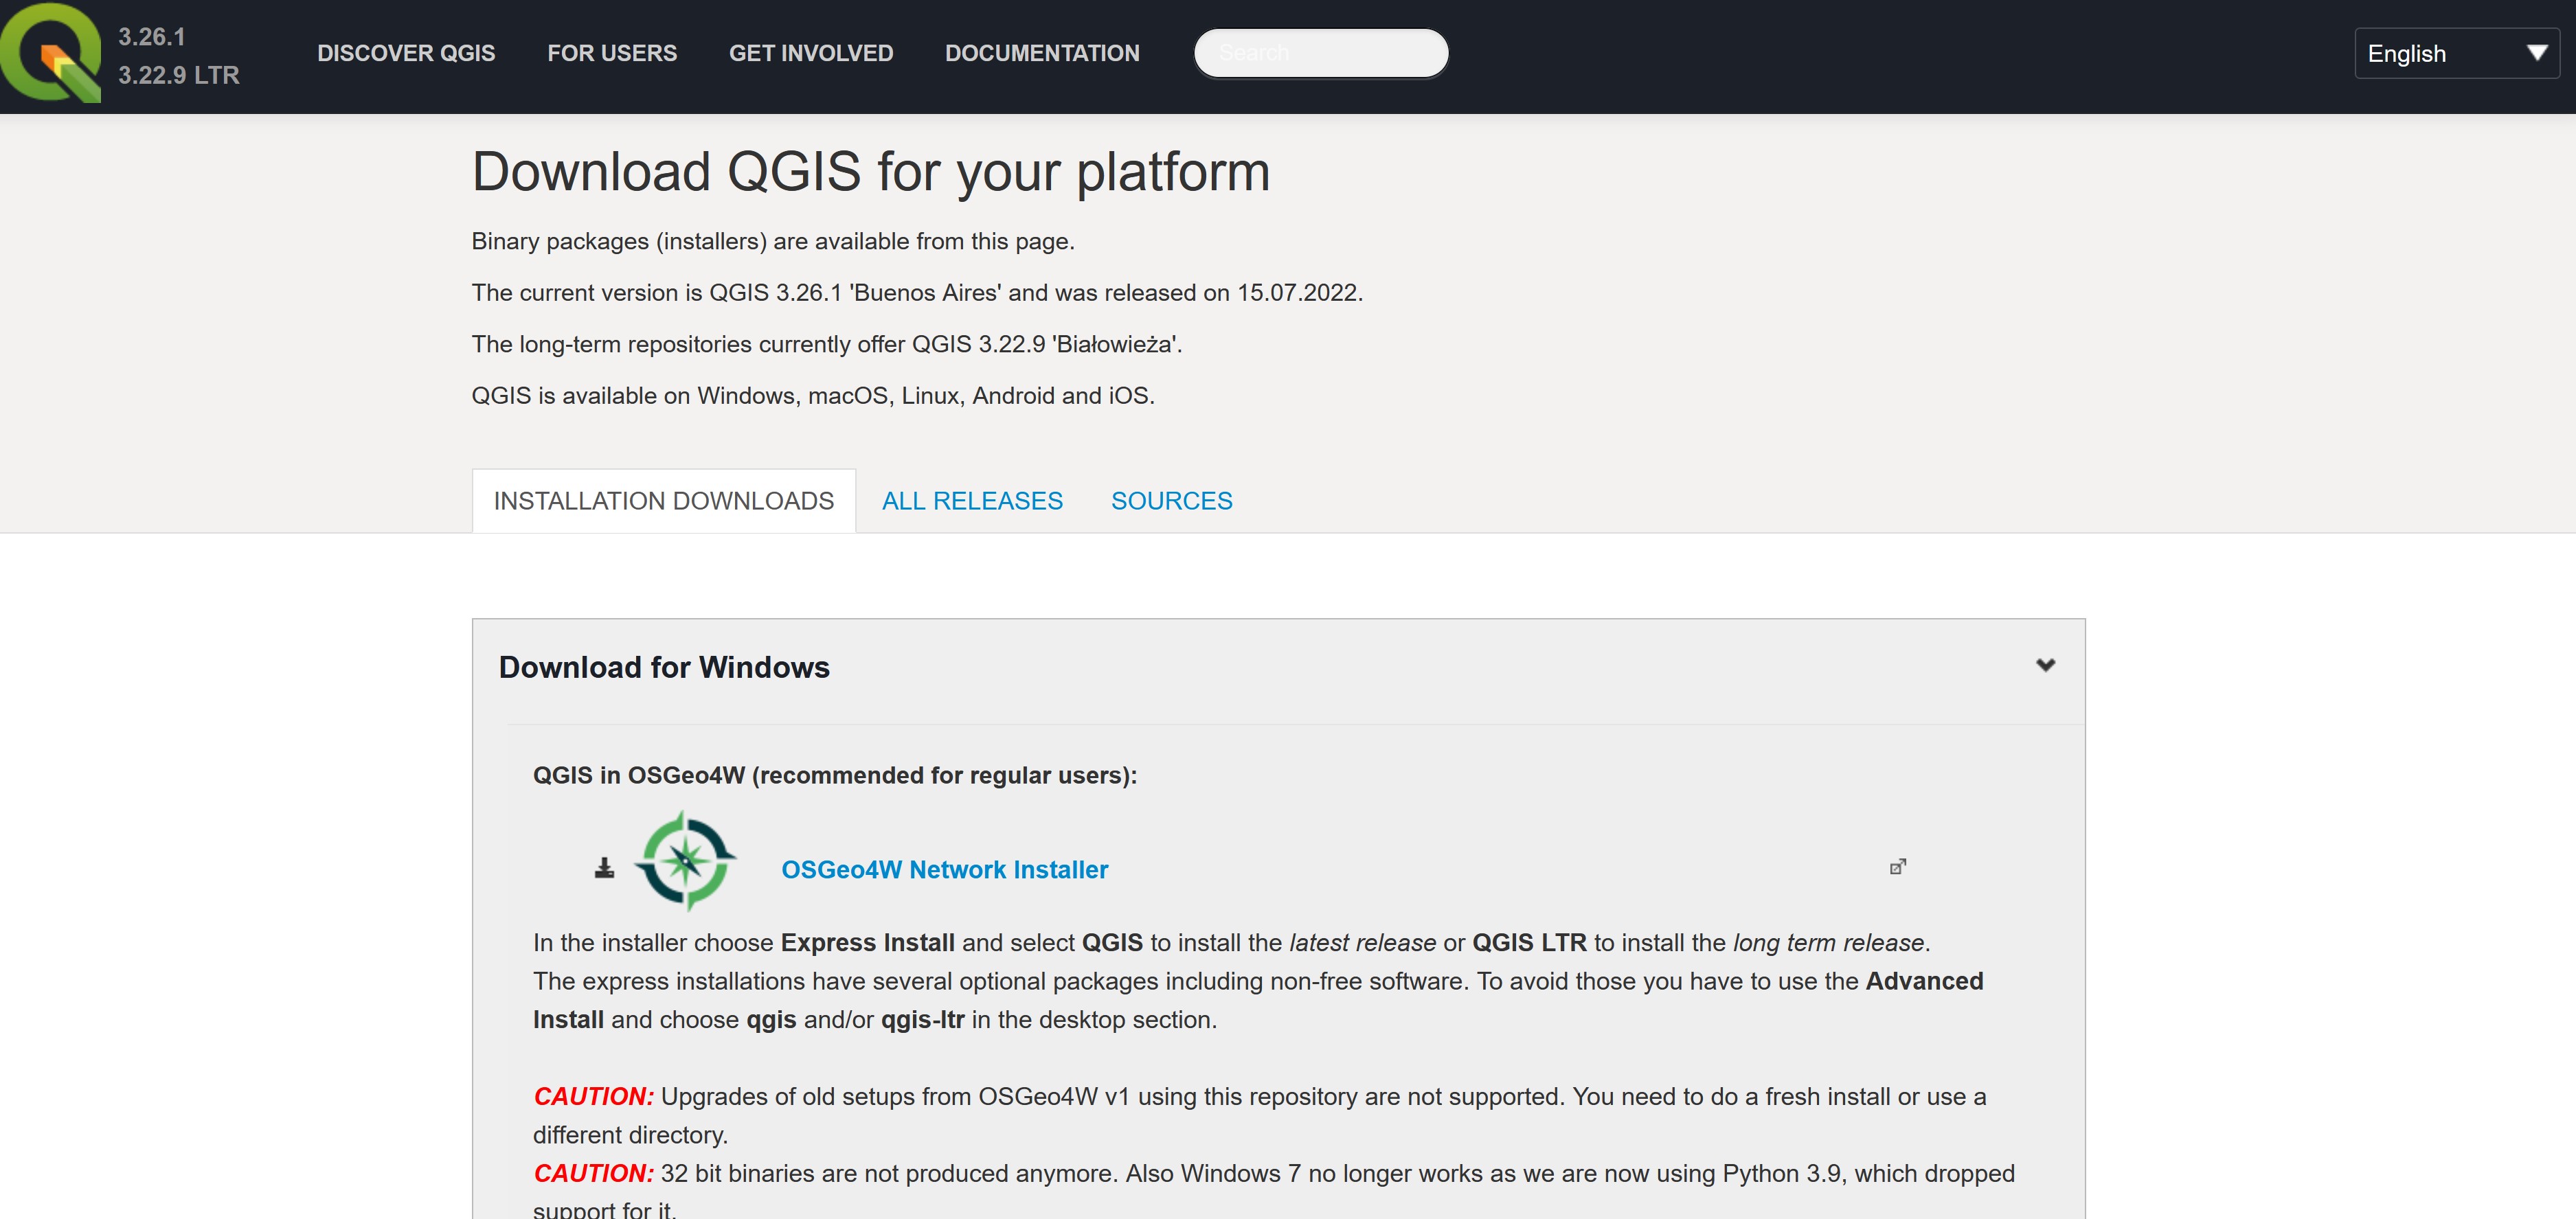 3.26.1
3.22.9 LTR
DISCOVER QGIS
FOR USERS
GET INVOLVED
DOCUMENTATION
Search
English
Download QGIS for your platform
Binary packages (installers) are available from this page.
The current version is QGIS 3.26.1 'Buenos Aires' and was released on 15.07.2022.
The long-term repositories currently offer QGIS 3.22.9 'Białowieża'.
QGIS is available on Windows, macOS, Linux, Android and iOS.
INSTALLATION DOWNLOADS
ALL RELEASES
SOURCES
Download for Windows
QGIS in OSGeo4W (recommended for regular users):
OSGeo4W Network Installer
In the installer choose Express Install and select QGIS to install the latest release or QGIS LTR to install the long term release.
The express installations have several optional packages including non-free software. To avoid those you have to use the Advanced
Install and choose qgis and/or qgis-ltr in the desktop section.
CAUTION: Upgrades of old setups from OSGeo4W v1 using this repository are not supported. You need to do a fresh install or use a
different directory.
CAUTION: 32 bit binaries are not produced anymore. Also Windows 7 no longer works as we are now using Python 3.9, which dropped
support for it.